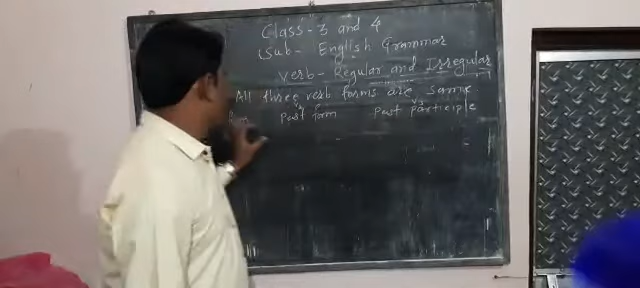 Class - 3 and 4
Sub - English Grammar
Verb - Regular and Irregular
All three verb forms are same
Past form Past Participle